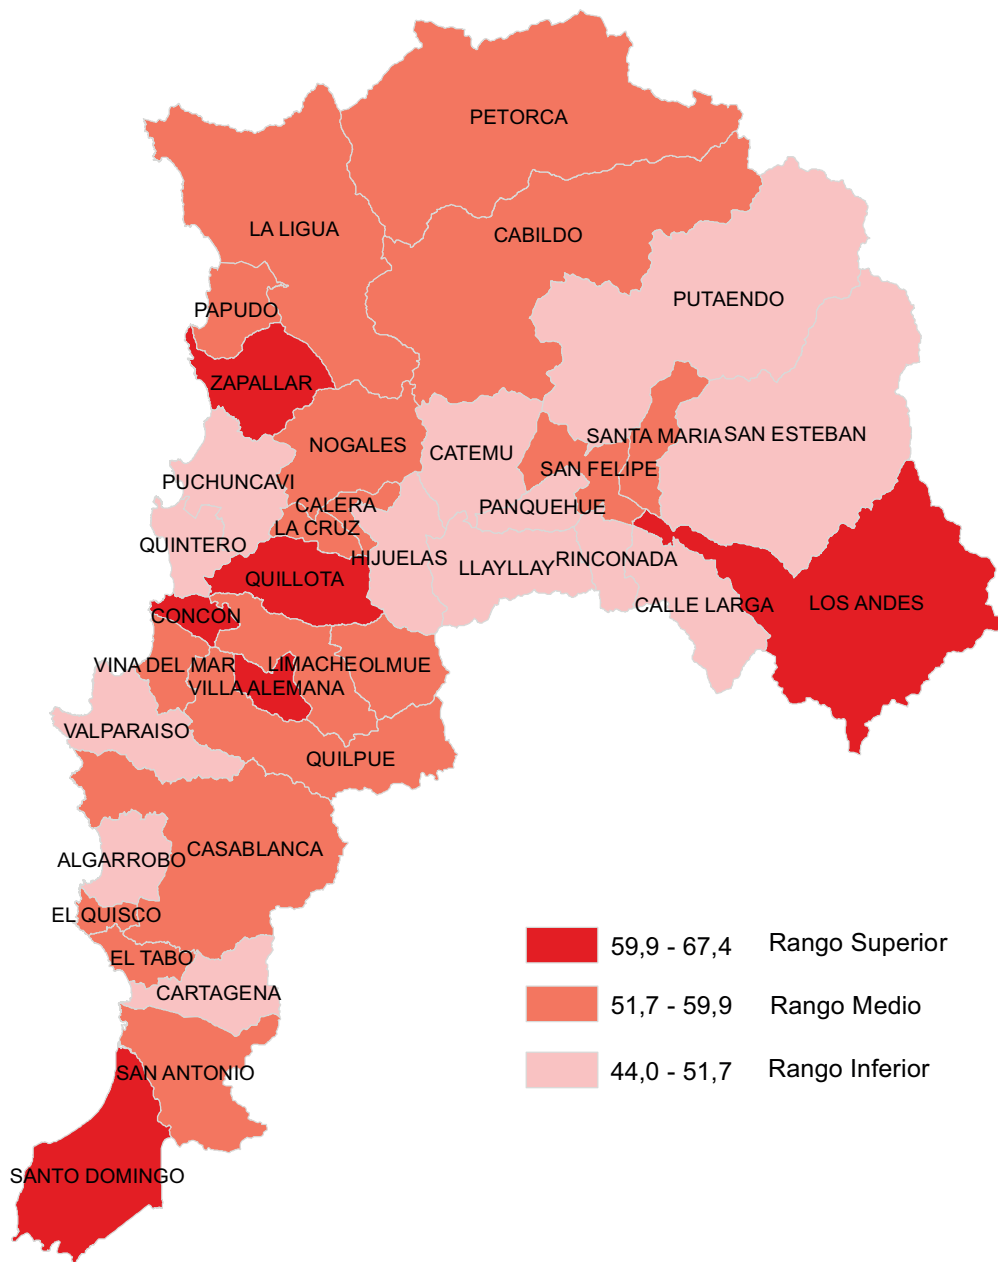 PETORCA
LA LIGUA
CABILDO
PUTAENDO
PAPUDO
ZAPALLAR
SANTA MARIA
SAN ESTEBAN
NOGALES
CATEMU
SAN FELIPE
PUCHUNCAVI
CALERA
PANQUEHUE
LA CRUZ
QUINTERO
HIJUELAS
LLAYLLAY
RINCONADA
QUILLOTA
CALLE LARGA
LOS ANDES
CONCON
VINA DEL MAR
LIMACHE
OLMUE
VILLA ALEMANA
VALPARAISO
QUILPUE
CASABLANCA
ALGARROBO
EL QUISCO
EL TABO
CARTAGENA
SAN ANTONIO
SANTO DOMINGO
59,9 - 67,4 Rango Superior
51,7 - 59,9 Rango Medio
44,0 - 51,7 Rango Inferior